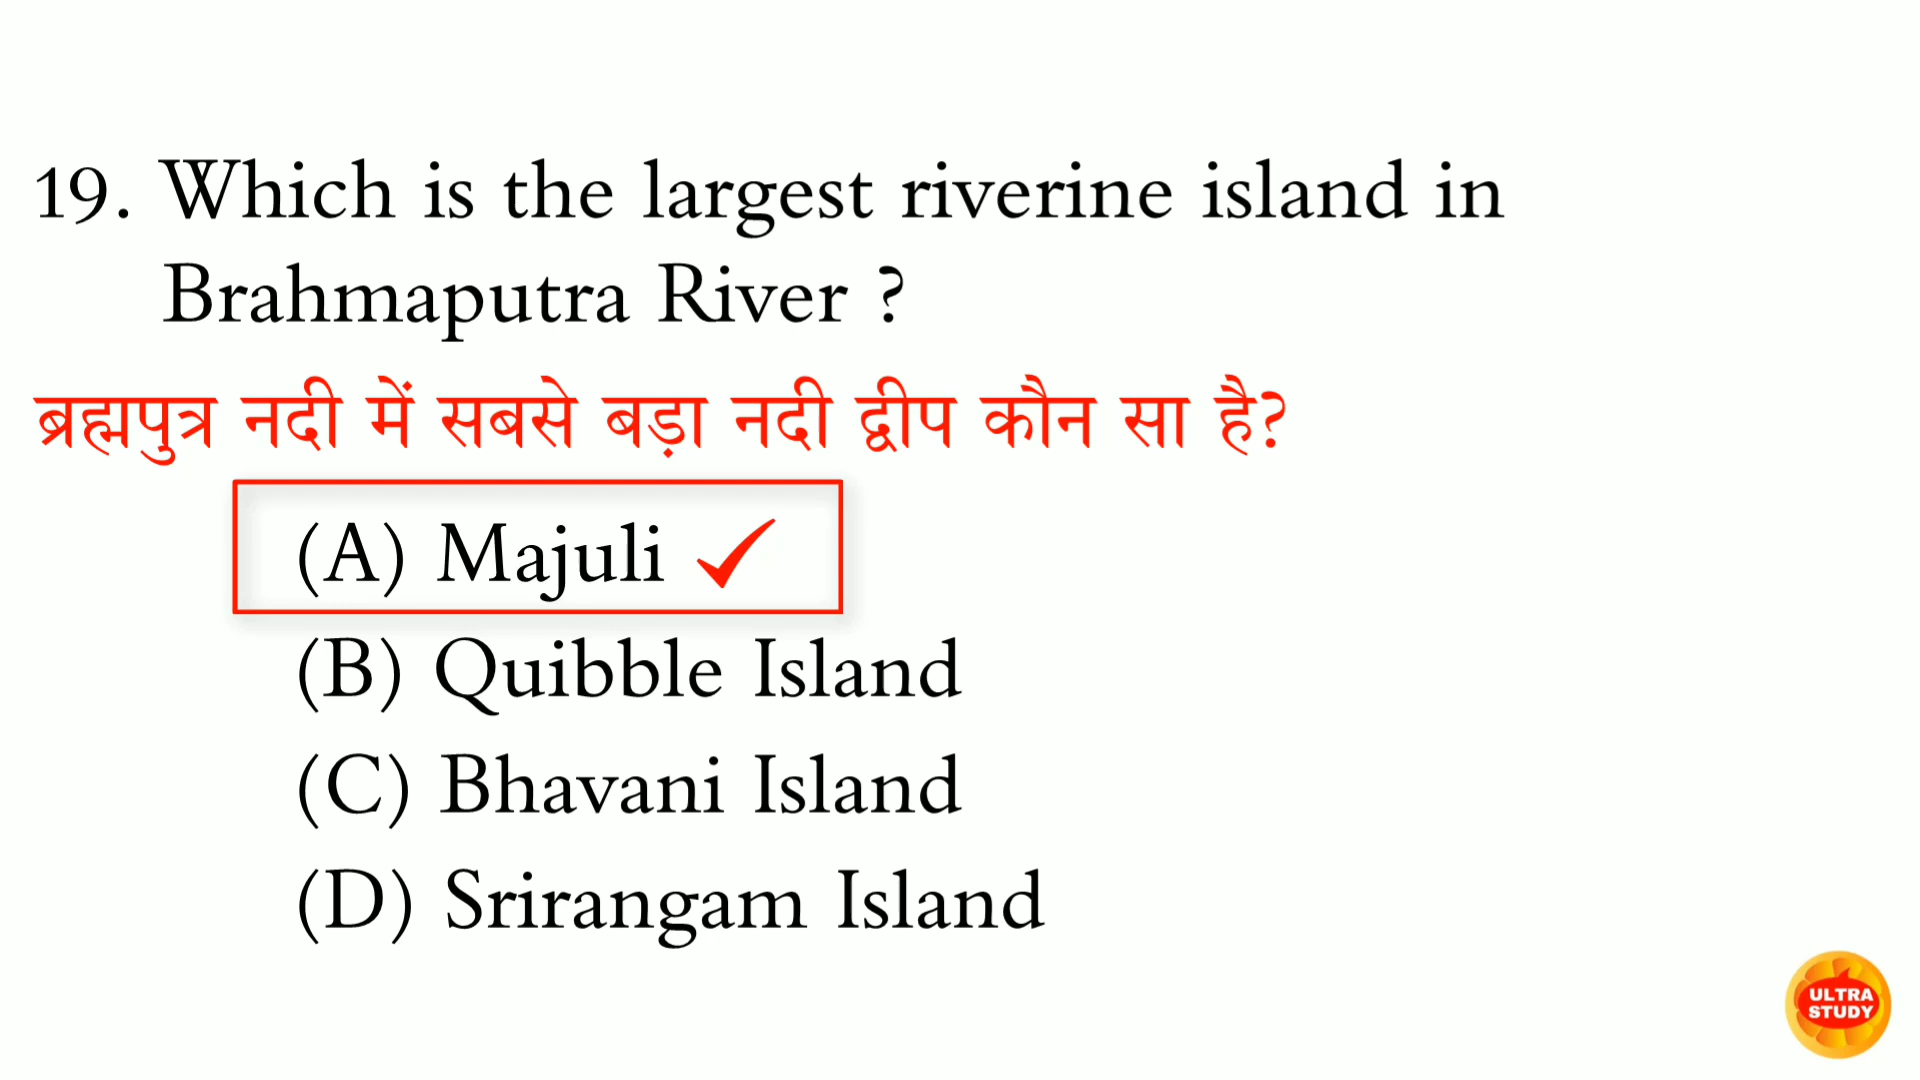 19. Which is the largest riverine island in
Brahmaputra River ?
ब्रह्मपुत्र नदी में सबसे बड़ा नदी द्वीप कौन सा है?
(A) Majuli
(B) Quibble Island
(C) Bhavani Island
(D) Srirangam Island
ULTRA
STUDY